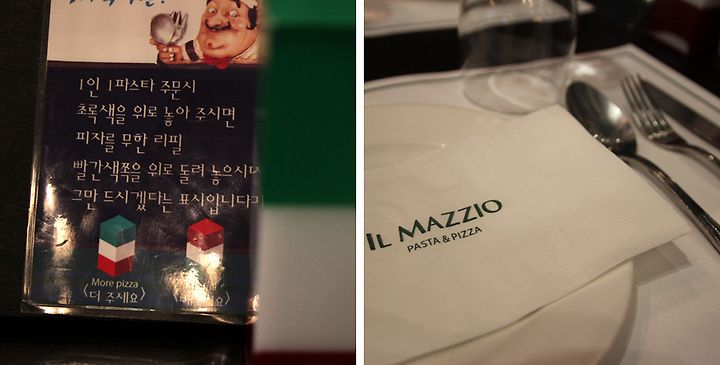 1인 1파스타 주문시
초록색을 위로 놓아 주시면
피자를 무한 리필
빨간색쪽을 위로 돌려 놓으시면
그만 드시겠다는 표시입니다
More pizza
<더 주세요>
IL MAZZIO
PASTA & PIZZA